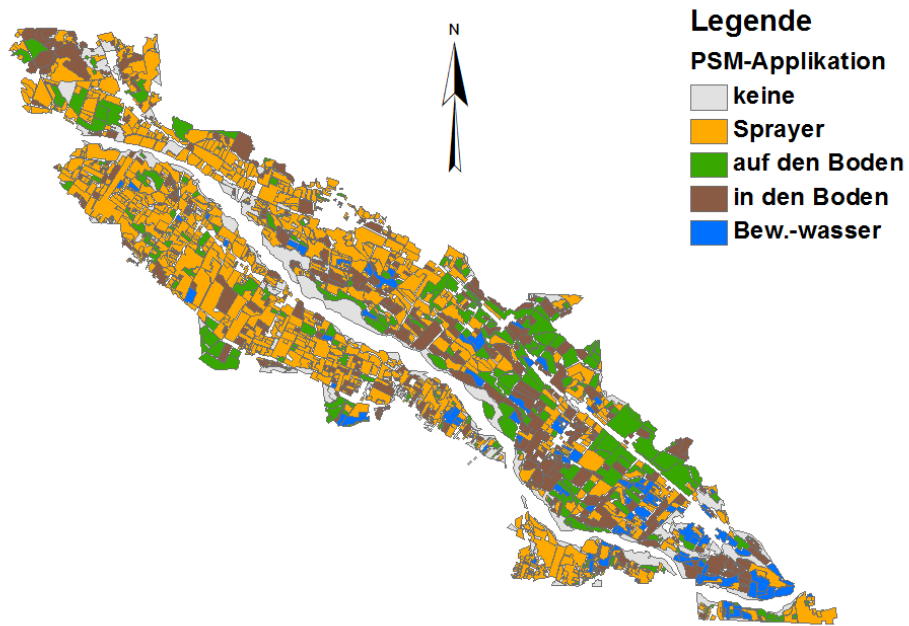 N
Legende
PSM-Applikation
keine
Sprayer
auf den Boden
in den Boden
Bew.-wasser